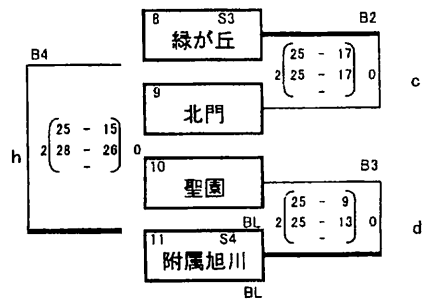 8 S3 B2
緑が丘
B4
2 ( 25 - 17 ) 0
25 - 17
-
c
9
北門
h
2 ( 25 - 15 ) 0
28 - 26
-
10
聖園
B3
2 ( 25 - 9 ) 0
25 - 13
-
d
BL
11 S4
附属旭川
BL